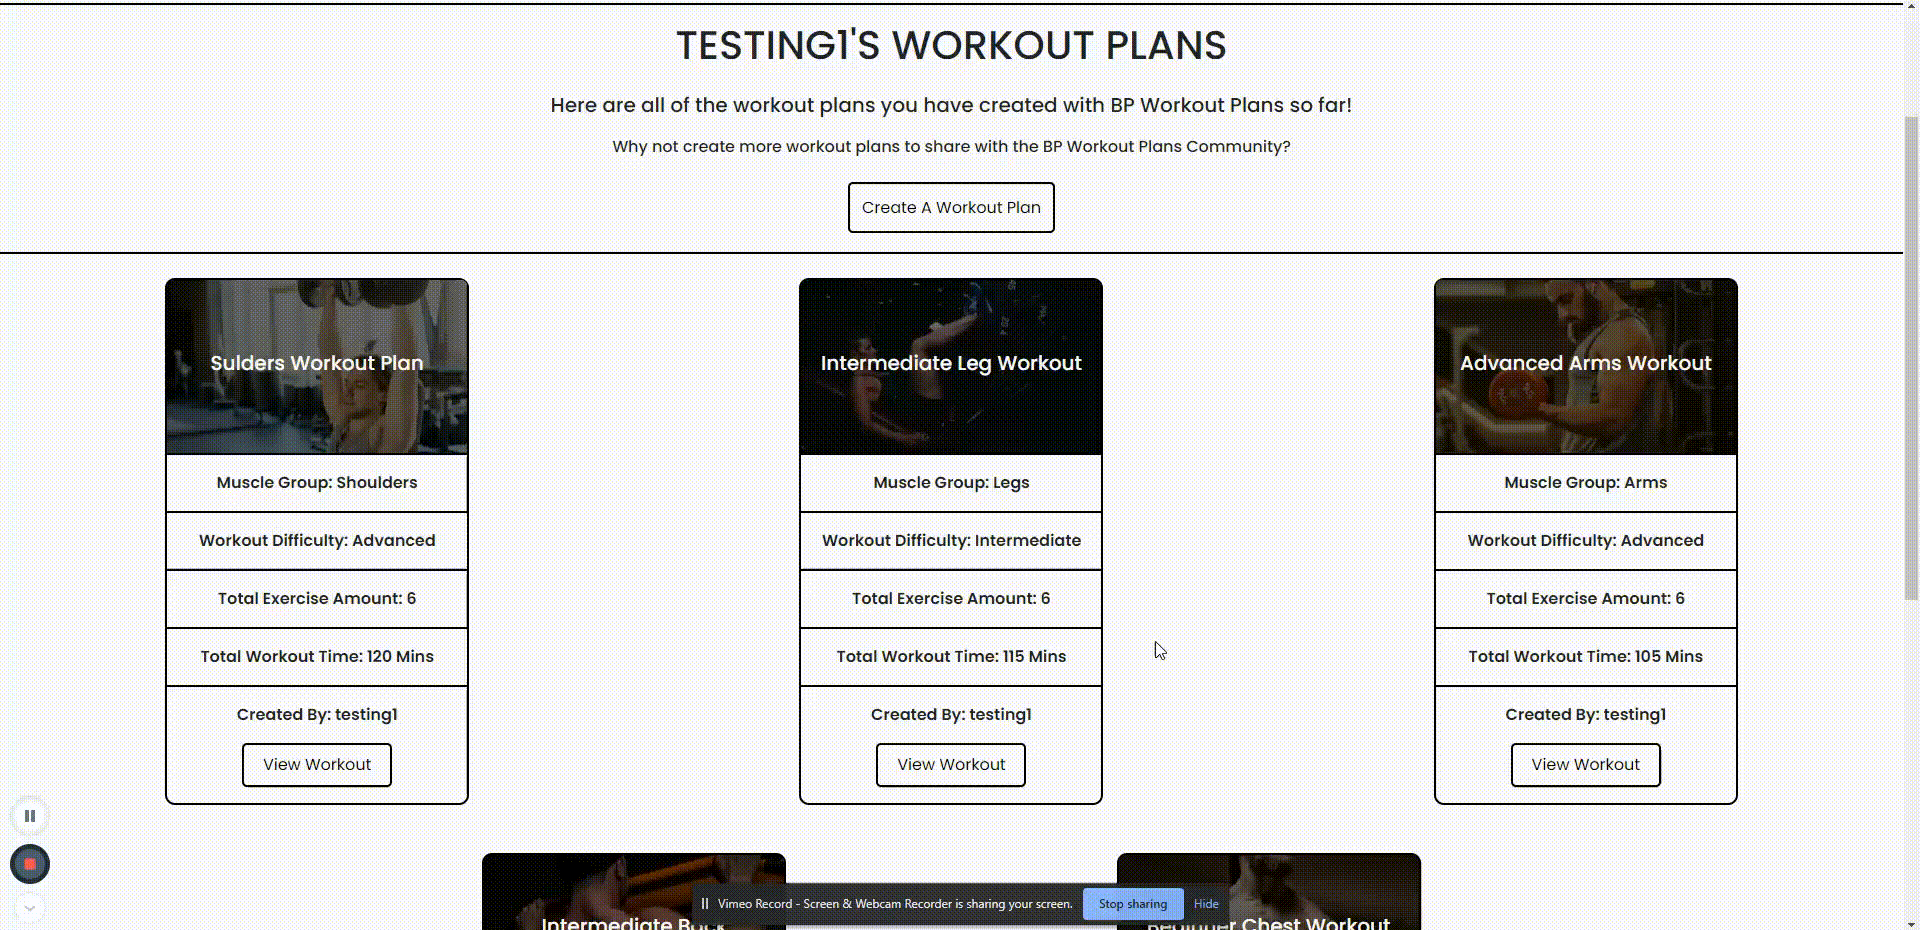 TESTING1'S WORKOUT PLANS
Here are all of the workout plans you have created with BP Workout Plans so far!
Why not create more workout plans to share with the BP Workout Plans Community?
Create A Workout Plan
Sulders Workout Plan
Muscle Group: Shoulders
Workout Difficulty: Advanced
Total Exercise Amount: 6
Total Workout Time: 120 Mins
Created By: testing1
View Workout
Intermediate Leg Workout
Muscle Group: Legs
Workout Difficulty: Intermediate
Total Exercise Amount: 6
Total Workout Time: 115 Mins
Created By: testing1
View Workout
Advanced Arms Workout
Muscle Group: Arms
Workout Difficulty: Advanced
Total Exercise Amount: 6
Total Workout Time: 105 Mins
Created By: testing1
View Workout
Intermediate Back
Beginner Chest Workout
Vimeo Record - Screen & Webcam Recorder is sharing your screen.
Stop sharing
Hide